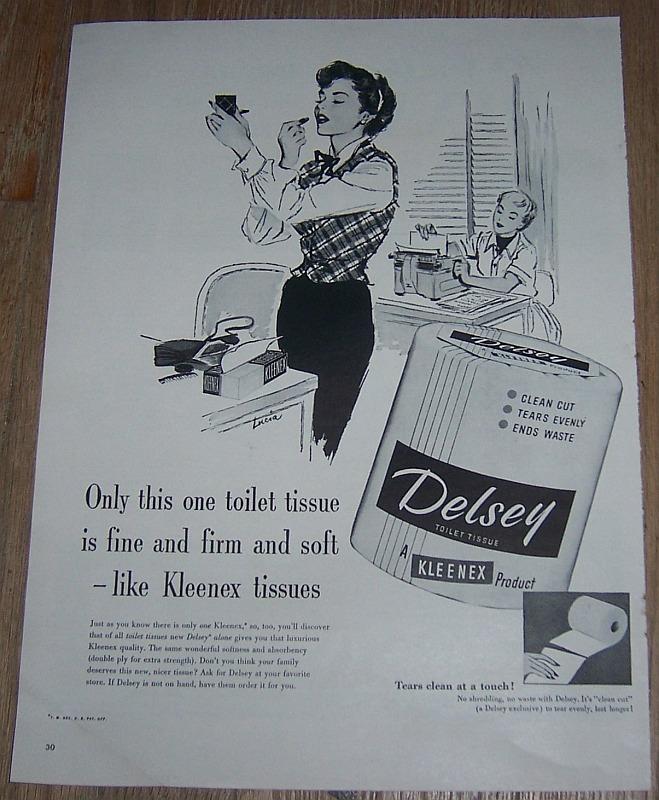 KLEENEX
KLEENEX
Lucia
Delsey
CLEAN CUT
TEARS EVENLY
ENDS WASTE
Delsey
TOILET TISSUE
A KLEENEX Product
Only this one toilet tissue
is fine and firm and soft
–like Kleenex tissues
Just as you know there is only one Kleenex,* so, too, you'll discover
that of all toilet tissues new Delsey* alone gives you that luxurious
Kleenex quality. The same wonderful softness and absorbency
(double ply for extra strength). Don't you think your family
deserves this new, nicer tissue? Ask for Delsey at your favorite
store. If Delsey is not on hand, have them order it for you.
Tears clean at a touch!
No shredding, no waste with Delsey. It's "clean cut"
(a Delsey exclusive) to tear evenly, last longer!
*T. M. REG. U. S. PAT. OFF.
30